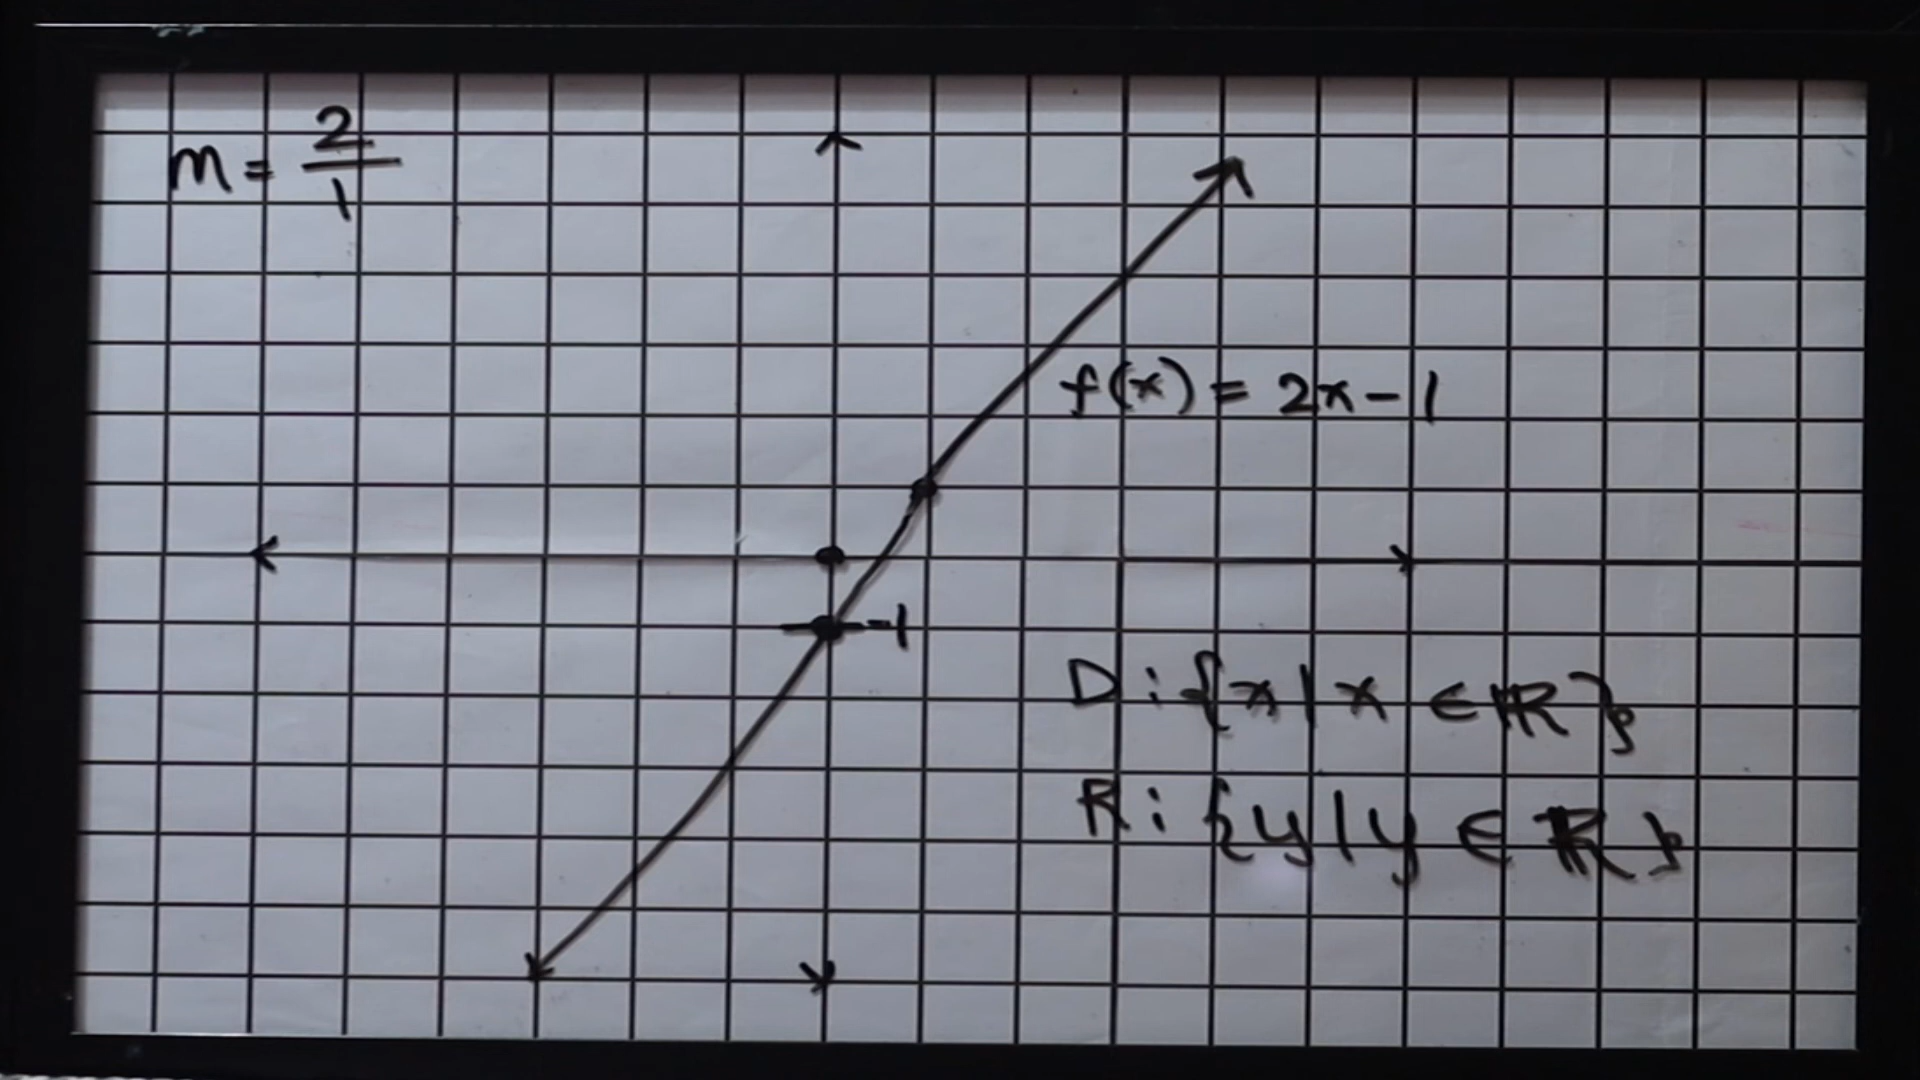 m = 2/1
f(x) = 2x - 1
-1
D : {x | x ∈ ℝ}
R : {y | y ∈ ℝ}